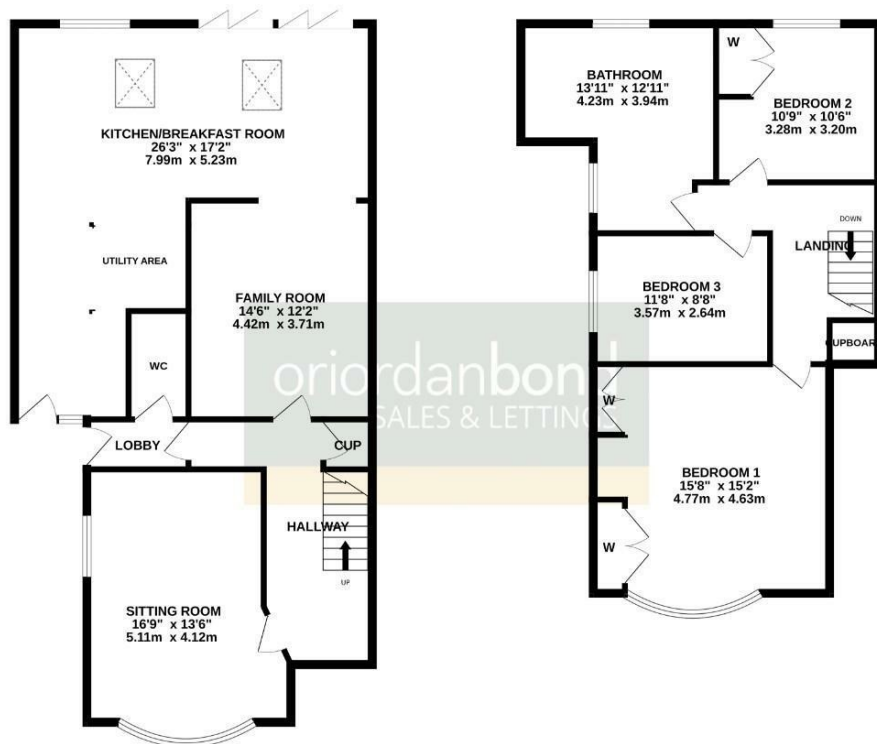 KITCHEN/BREAKFAST ROOM
26'3" x 17'2"
7.99m x 5.23m
UTILITY AREA
FAMILY ROOM
14'6" x 12'2"
4.42m x 3.71m
WC
LOBBY
CUP
HALLWAY
UP
SITTING ROOM
16'9" x 13'6"
5.11m x 4.12m
BATHROOM
13'11" x 12'11"
4.23m x 3.94m
W
BEDROOM 2
10'9" x 10'6"
3.28m x 3.20m
DOWN
LANDING
BEDROOM 3
11'8" x 8'8"
3.57m x 2.64m
CUPBOARD
W
BEDROOM 1
15'8" x 15'2"
4.77m x 4.63m
W
oriordanbond
SALES & LETTINGS